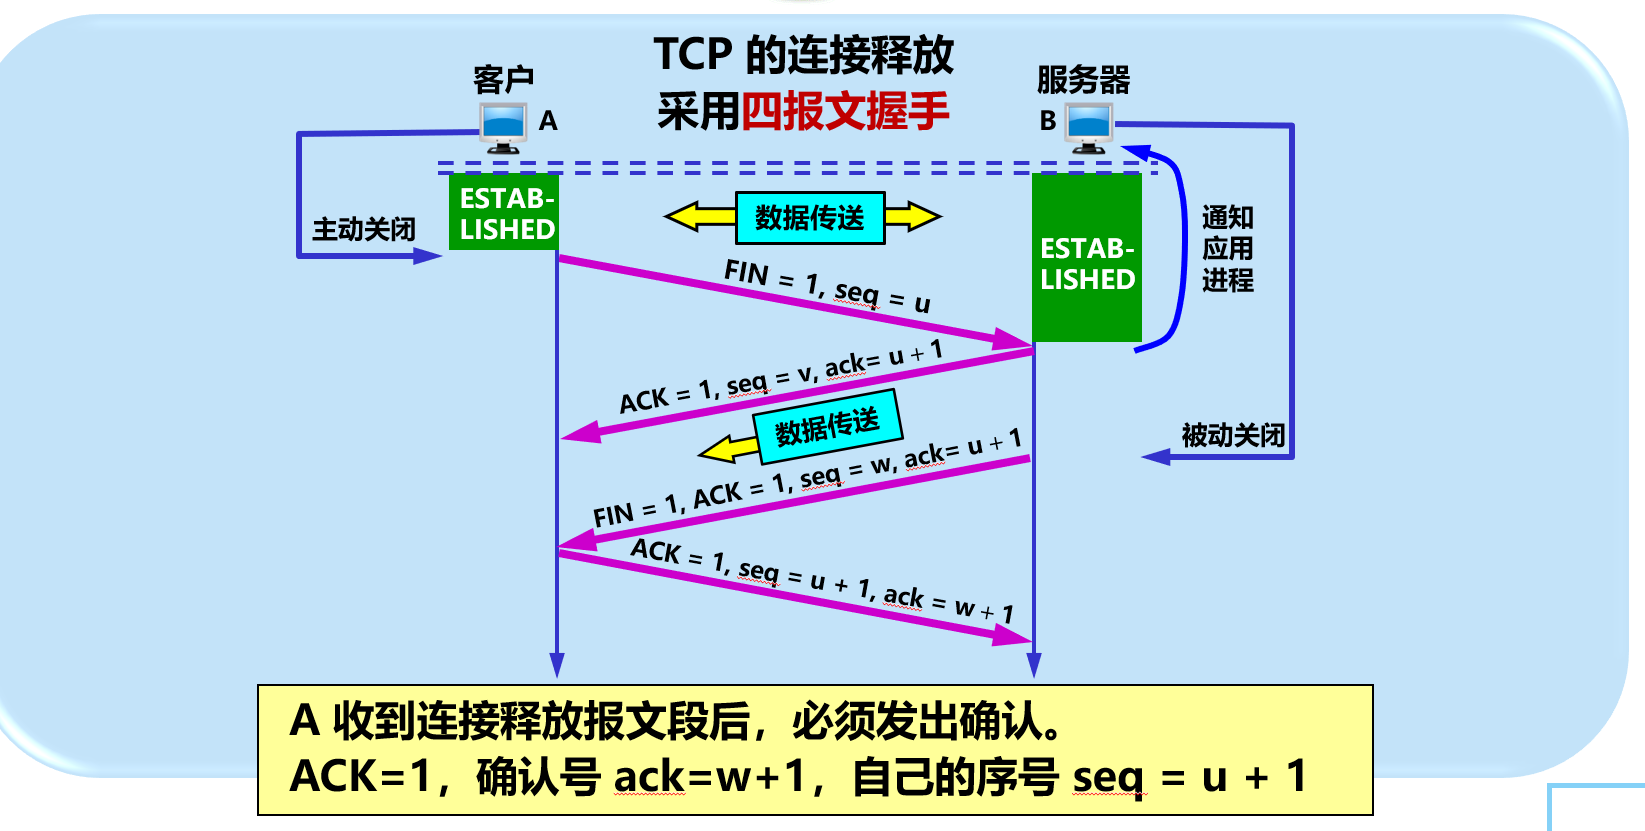 TCP 的连接释放
采用四报文握手
客户
A
服务器
B
ESTAB-
LISHED
数据传送
ESTAB-
LISHED
主动关闭
通知
应用
进程
FIN = 1, seq = u
ACK = 1, seq = v, ack= u + 1
数据传送
被动关闭
FIN = 1, ACK = 1, seq = w, ack= u + 1
ACK = 1, seq = u + 1, ack = w + 1
A 收到连接释放报文段后，必须发出确认。
ACK=1，确认号 ack=w+1，自己的序号 seq = u + 1